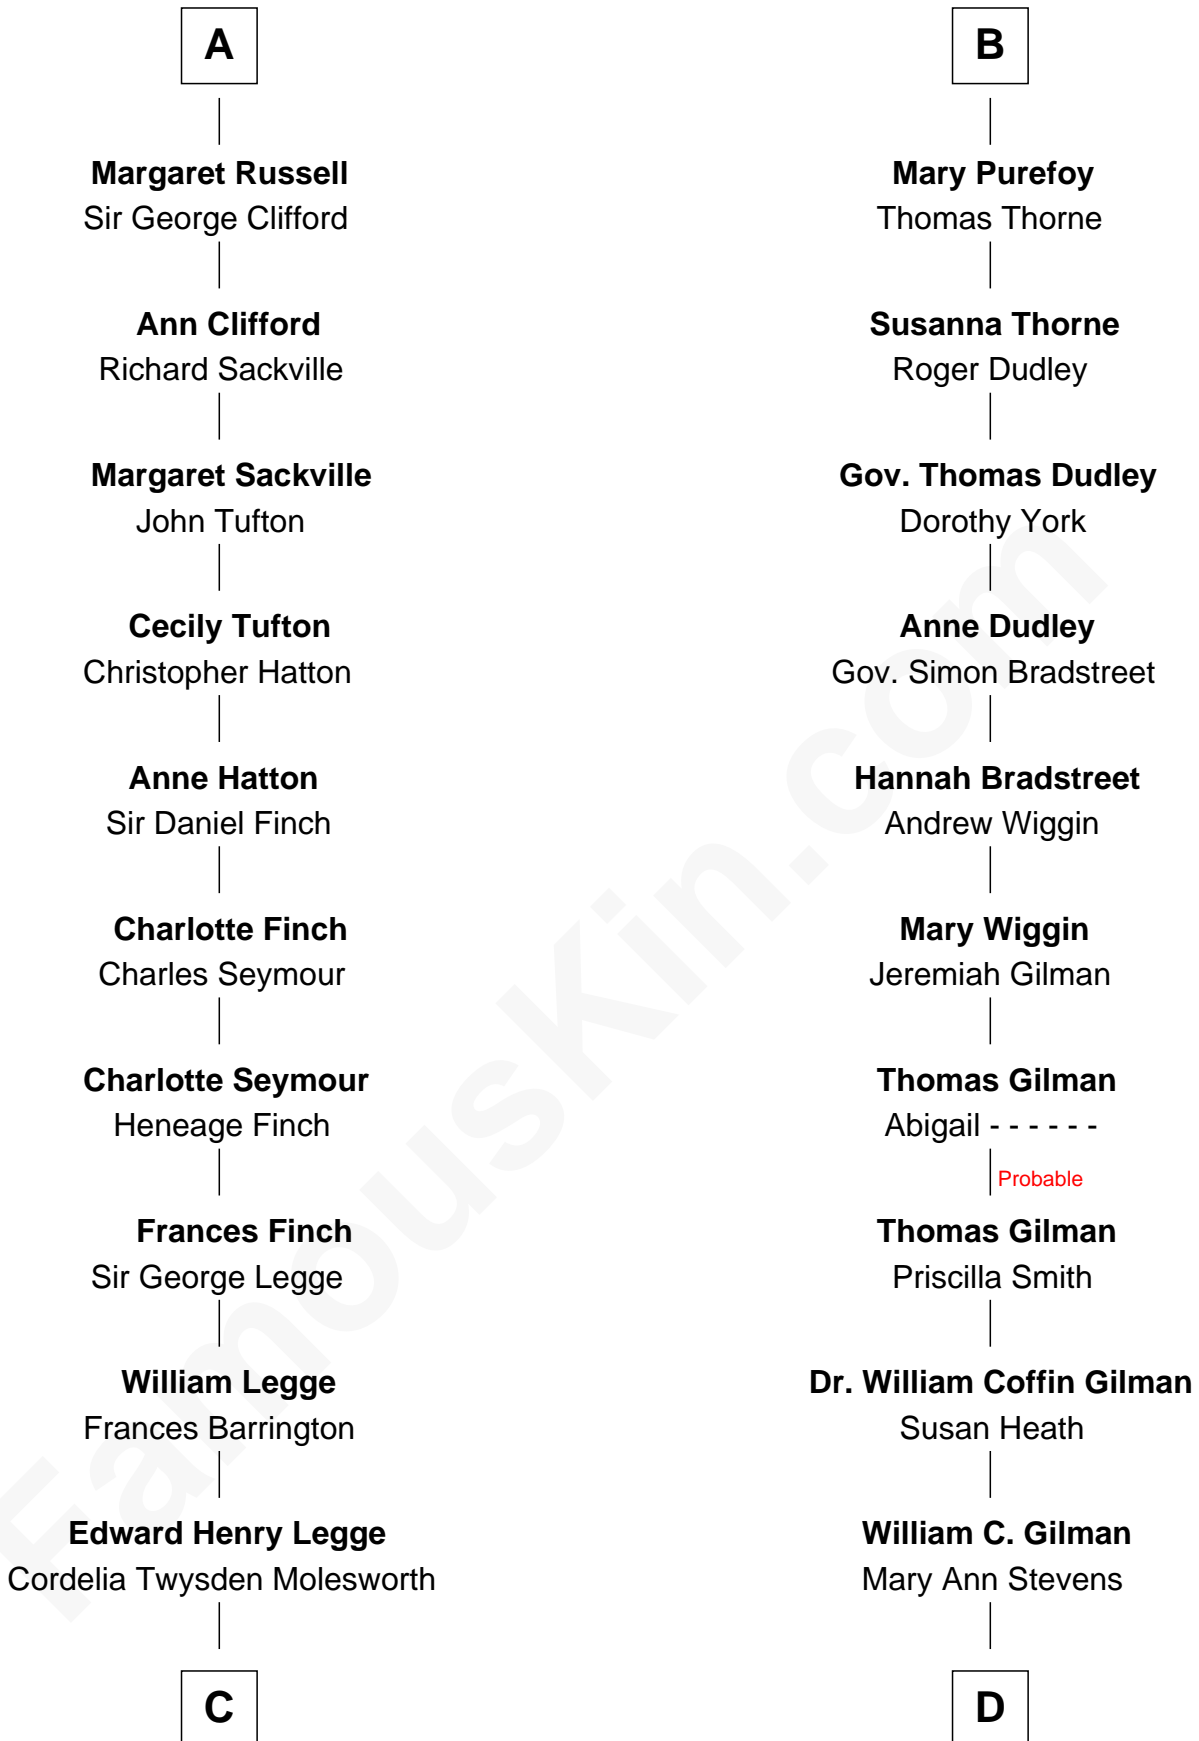 A
Margaret Russell
Sir George Clifford
Ann Clifford
Richard Sackville
Margaret Sackville
John Tufton
Cecily Tufton
Christopher Hatton
Anne Hatton
Sir Daniel Finch
Charlotte Finch
Charles Seymour
Charlotte Seymour
Heneage Finch
Frances Finch
Sir George Legge
William Legge
Frances Barrington
Edward Henry Legge
Cordelia Twysden Molesworth
C
B
Mary Purefoy
Thomas Thorne
Susanna Thorne
Roger Dudley
Gov. Thomas Dudley
Dorothy York
Anne Dudley
Gov. Simon Bradstreet
Hannah Bradstreet
Andrew Wiggin
Mary Wiggin
Jeremiah Gilman
Thomas Gilman
Abigail - - - - - -
Probable
Thomas Gilman
Priscilla Smith
Dr. William Coffin Gilman
Susan Heath
William C. Gilman
Mary Ann Stevens
D
FamousKin.com